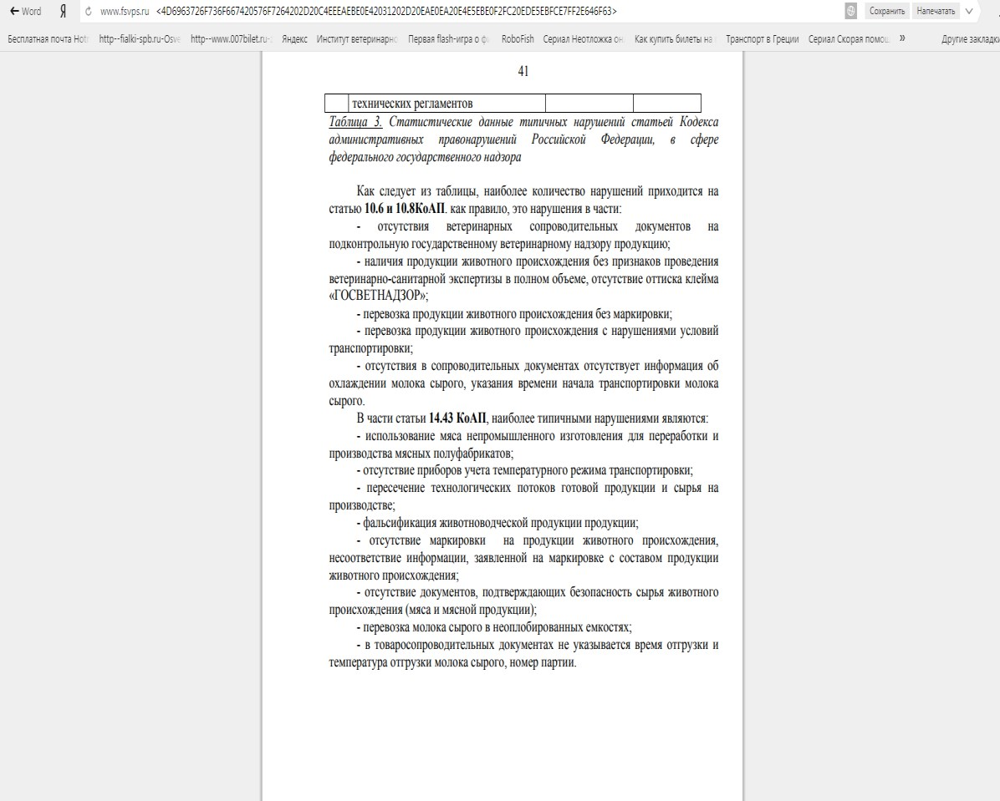 Word Я www.fsvps.ru <4D6963726F736F667420576F7264202D20C4EEEAEBE0E42031202D20EAE0EA20E4E5EBE0F2FC20EDE5EBFCE7FF2E646F63> Сохранить Напечатать
Бесплатная почта Hotr http--fialki-spb.ru-Osve http--www.007bilet.ru- Яндекс Институт ветеринарно Первая flash-игра о фи RoboFish Сериал Неотложка он Как купить билеты на Транспорт в Греции Сериал Скорая помощ » Другие закладки
41
технических регламентов
Таблица 3. Статистические данные типичных нарушений статьей Кодекса
административных правонарушений Российской Федерации, в сфере
федерального государственного надзора
Как следует из таблицы, наиболее количество нарушений приходится на
статью 10.6 и 10.8КоАП. как правило, это нарушения в части:
- отсутствия ветеринарных сопроводительных документов на
подконтрольную государственному ветеринарному надзору продукцию;
- наличия продукции животного происхождения без признаков проведения
ветеринарно-санитарной экспертизы в полном объеме, отсутствие оттиска клейма
«ГОСВЕТНАДЗОР»;
- перевозка продукции животного происхождения без маркировки;
- перевозка продукции животного происхождения с нарушениями условий
транспортировки;
- отсутствия в сопроводительных документах отсутствует информация об
охлаждении молока сырого, указания времени начала транспортировки молока
сырого.
В части статьи 14.43 КоАП, наиболее типичными нарушениями являются:
- использование мяса непромышленного изготовления для переработки и
производства мясных полуфабрикатов;
- отсутствие приборов учета температурного режима транспортировки;
- пересечение технологических потоков готовой продукции и сырья на
производстве;
- фальсификация животноводческой продукции продукции;
- отсутствие маркировки на продукции животного происхождения,
несоответствие информации, заявленной на маркировке с составом продукции
животного происхождения;
- отсутствие документов, подтверждающих безопасность сырья животного
происхождения (мяса и мясной продукции);
- перевозка молока сырого в неоплобированных емкостях;
- в товаросопроводительных документах не указывается время отгрузки и
температура отгрузки молока сырого, номер партии.